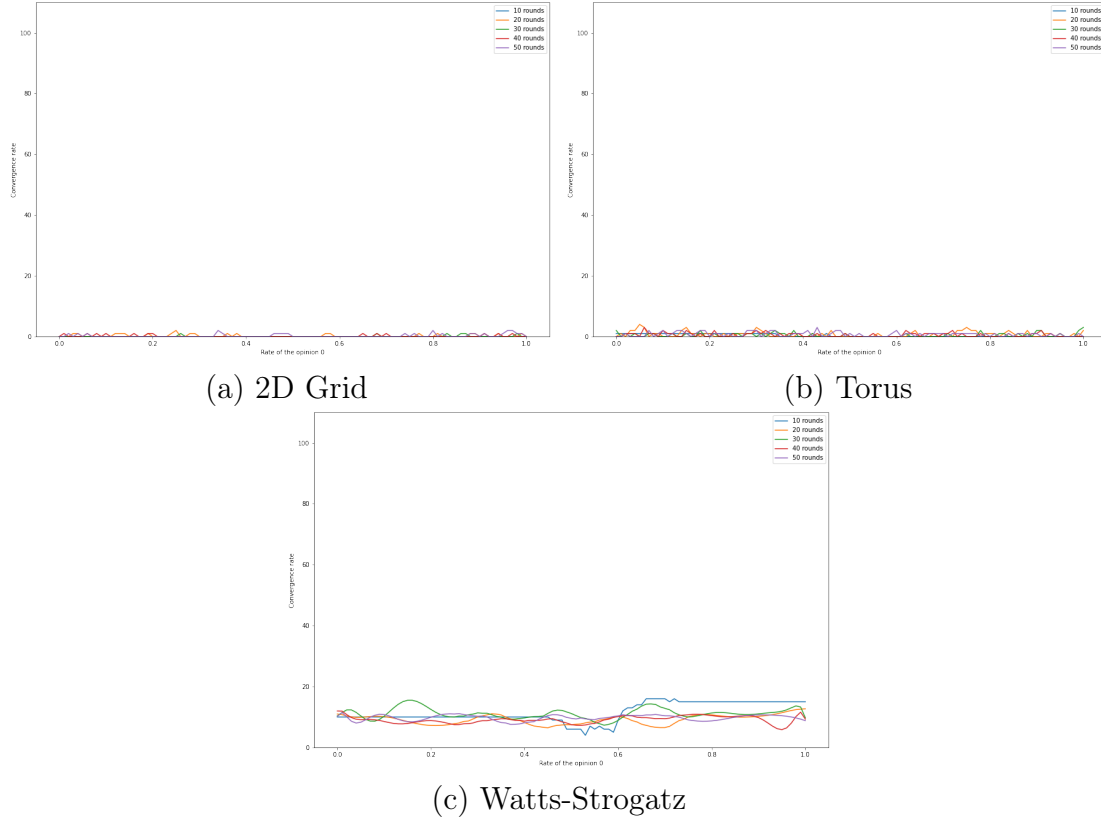 10 rounds
20 rounds
30 rounds
40 rounds
50 rounds
100
80
60
40
20
0
Convergence rate
0.0 0.2 0.4 0.6 0.8 1.0
Rate of the opinion 0
(a) 2D Grid
10 rounds
20 rounds
30 rounds
40 rounds
50 rounds
100
80
60
40
20
0
Convergence rate
0.0 0.2 0.4 0.6 0.8 1.0
Rate of the opinion 0
(b) Torus
10 rounds
20 rounds
30 rounds
40 rounds
50 rounds
100
80
60
40
20
0
Convergence rate
0.0 0.2 0.4 0.6 0.8 1.0
Rate of the opinion 0
(c) Watts-Strogatz